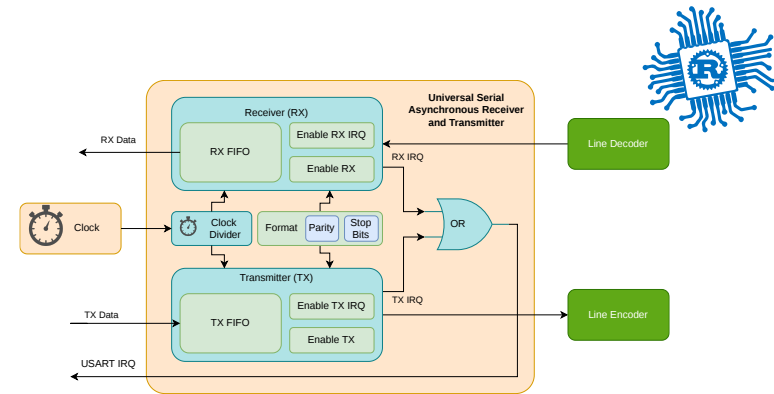 Universal Serial
Asynchronous Receiver
and Transmitter
R
Receiver (RX)
RX Data
RX FIFO
Enable RX IRQ
Enable RX
RX IRQ
Line Decoder
Clock
Clock
Divider
Format
Parity
Stop
Bits
OR
Transmitter (TX)
TX Data
TX FIFO
Enable TX IRQ
Enable TX
TX IRQ
Line Encoder
USART IRQ